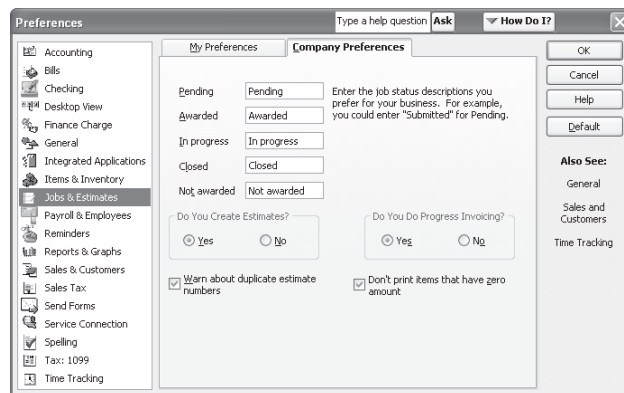 Preferences
Type a help question Ask How Do I?
Accounting
Bills
Checking
Desktop View
Finance Charge
General
Integrated Applications
Items & Inventory
Jobs & Estimates
Payroll & Employees
Reminders
Reports & Graphs
Sales & Customers
Sales Tax
Send Forms
Service Connection
Spelling
Tax: 1099
Time Tracking
My Preferences Company Preferences
Pending Pending
Awarded Awarded
In progress In progress
Closed Closed
Not awarded Not awarded
Enter the job status descriptions you
prefer for your business. For example,
you could enter "Submitted" for Pending.
Do You Create Estimates?
Yes No
Do You Do Progress Invoicing?
Yes No
Warn about duplicate estimate
numbers
Don't print items that have zero
amount
OK
Cancel
Help
Default
Also See:
General
Sales and
Customers
Time Tracking